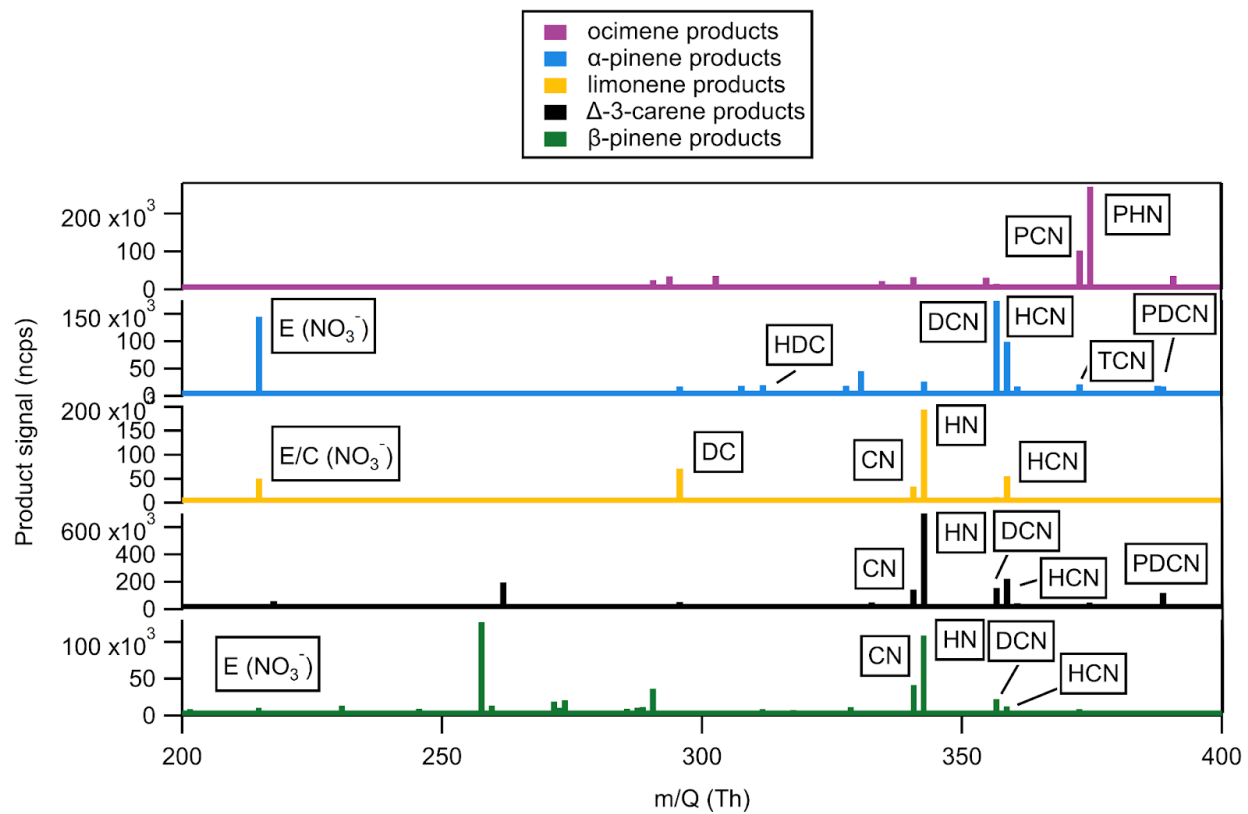 ocimene products
α-pinene products
limonene products
Δ-3-carene products
β-pinene products
Product signal (ncps)
200 x10³
100
0
PCN
PHN
150 x10³
100
50
0
E (NO₃⁻)
HDC
DCN
HCN
TCN
PDCN
200 x10³
150
100
50
0
E/C (NO₃⁻)
DC
CN
HN
HCN
600 x10³
400
200
0
CN
HN
DCN
HCN
PDCN
100 x10³
50
0
E (NO₃⁻)
CN
HN
DCN
HCN
200
250
300
350
400
m/Q (Th)